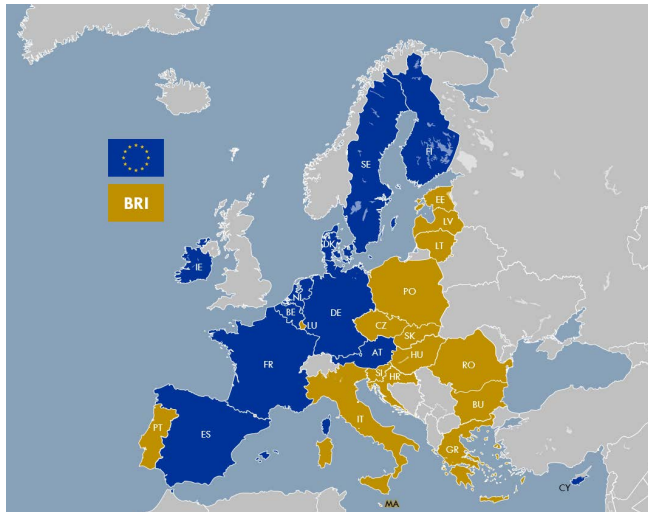 BRI
SE
FI
EE
LV
LT
DK
IE
NL
BE
DE
PO
LU
CZ
SK
FR
AT
HU
SI
HR
RO
BU
PT
ES
IT
GR
CY
MA